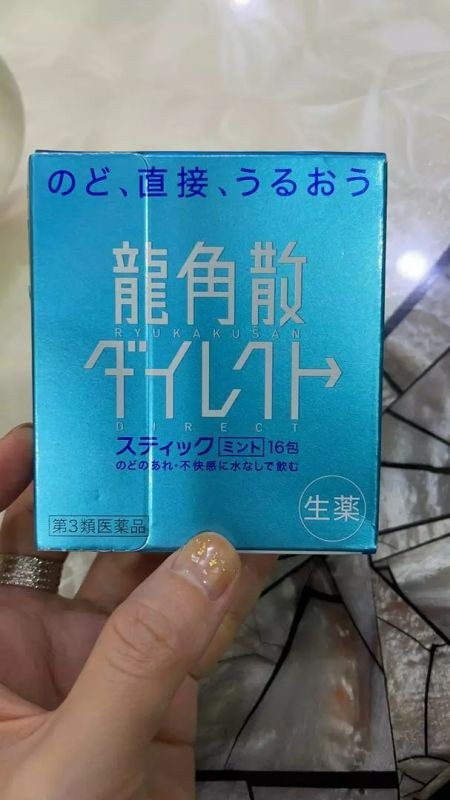 のど、直接、うるおう
龍角散
RYUKAKUSAN
ダイレクト
DIRECT
スティック ミント 16包
のどのあれ・不快感に水なしで飲む
第3類医薬品
生薬